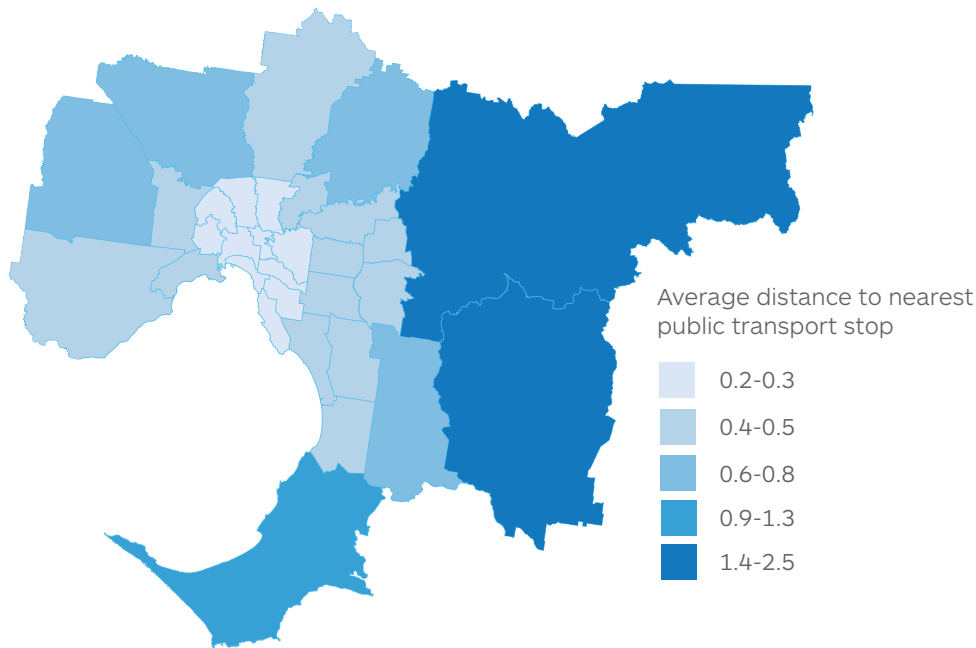 Average distance to nearest
public transport stop
0.2-0.3
0.4-0.5
0.6-0.8
0.9-1.3
1.4-2.5